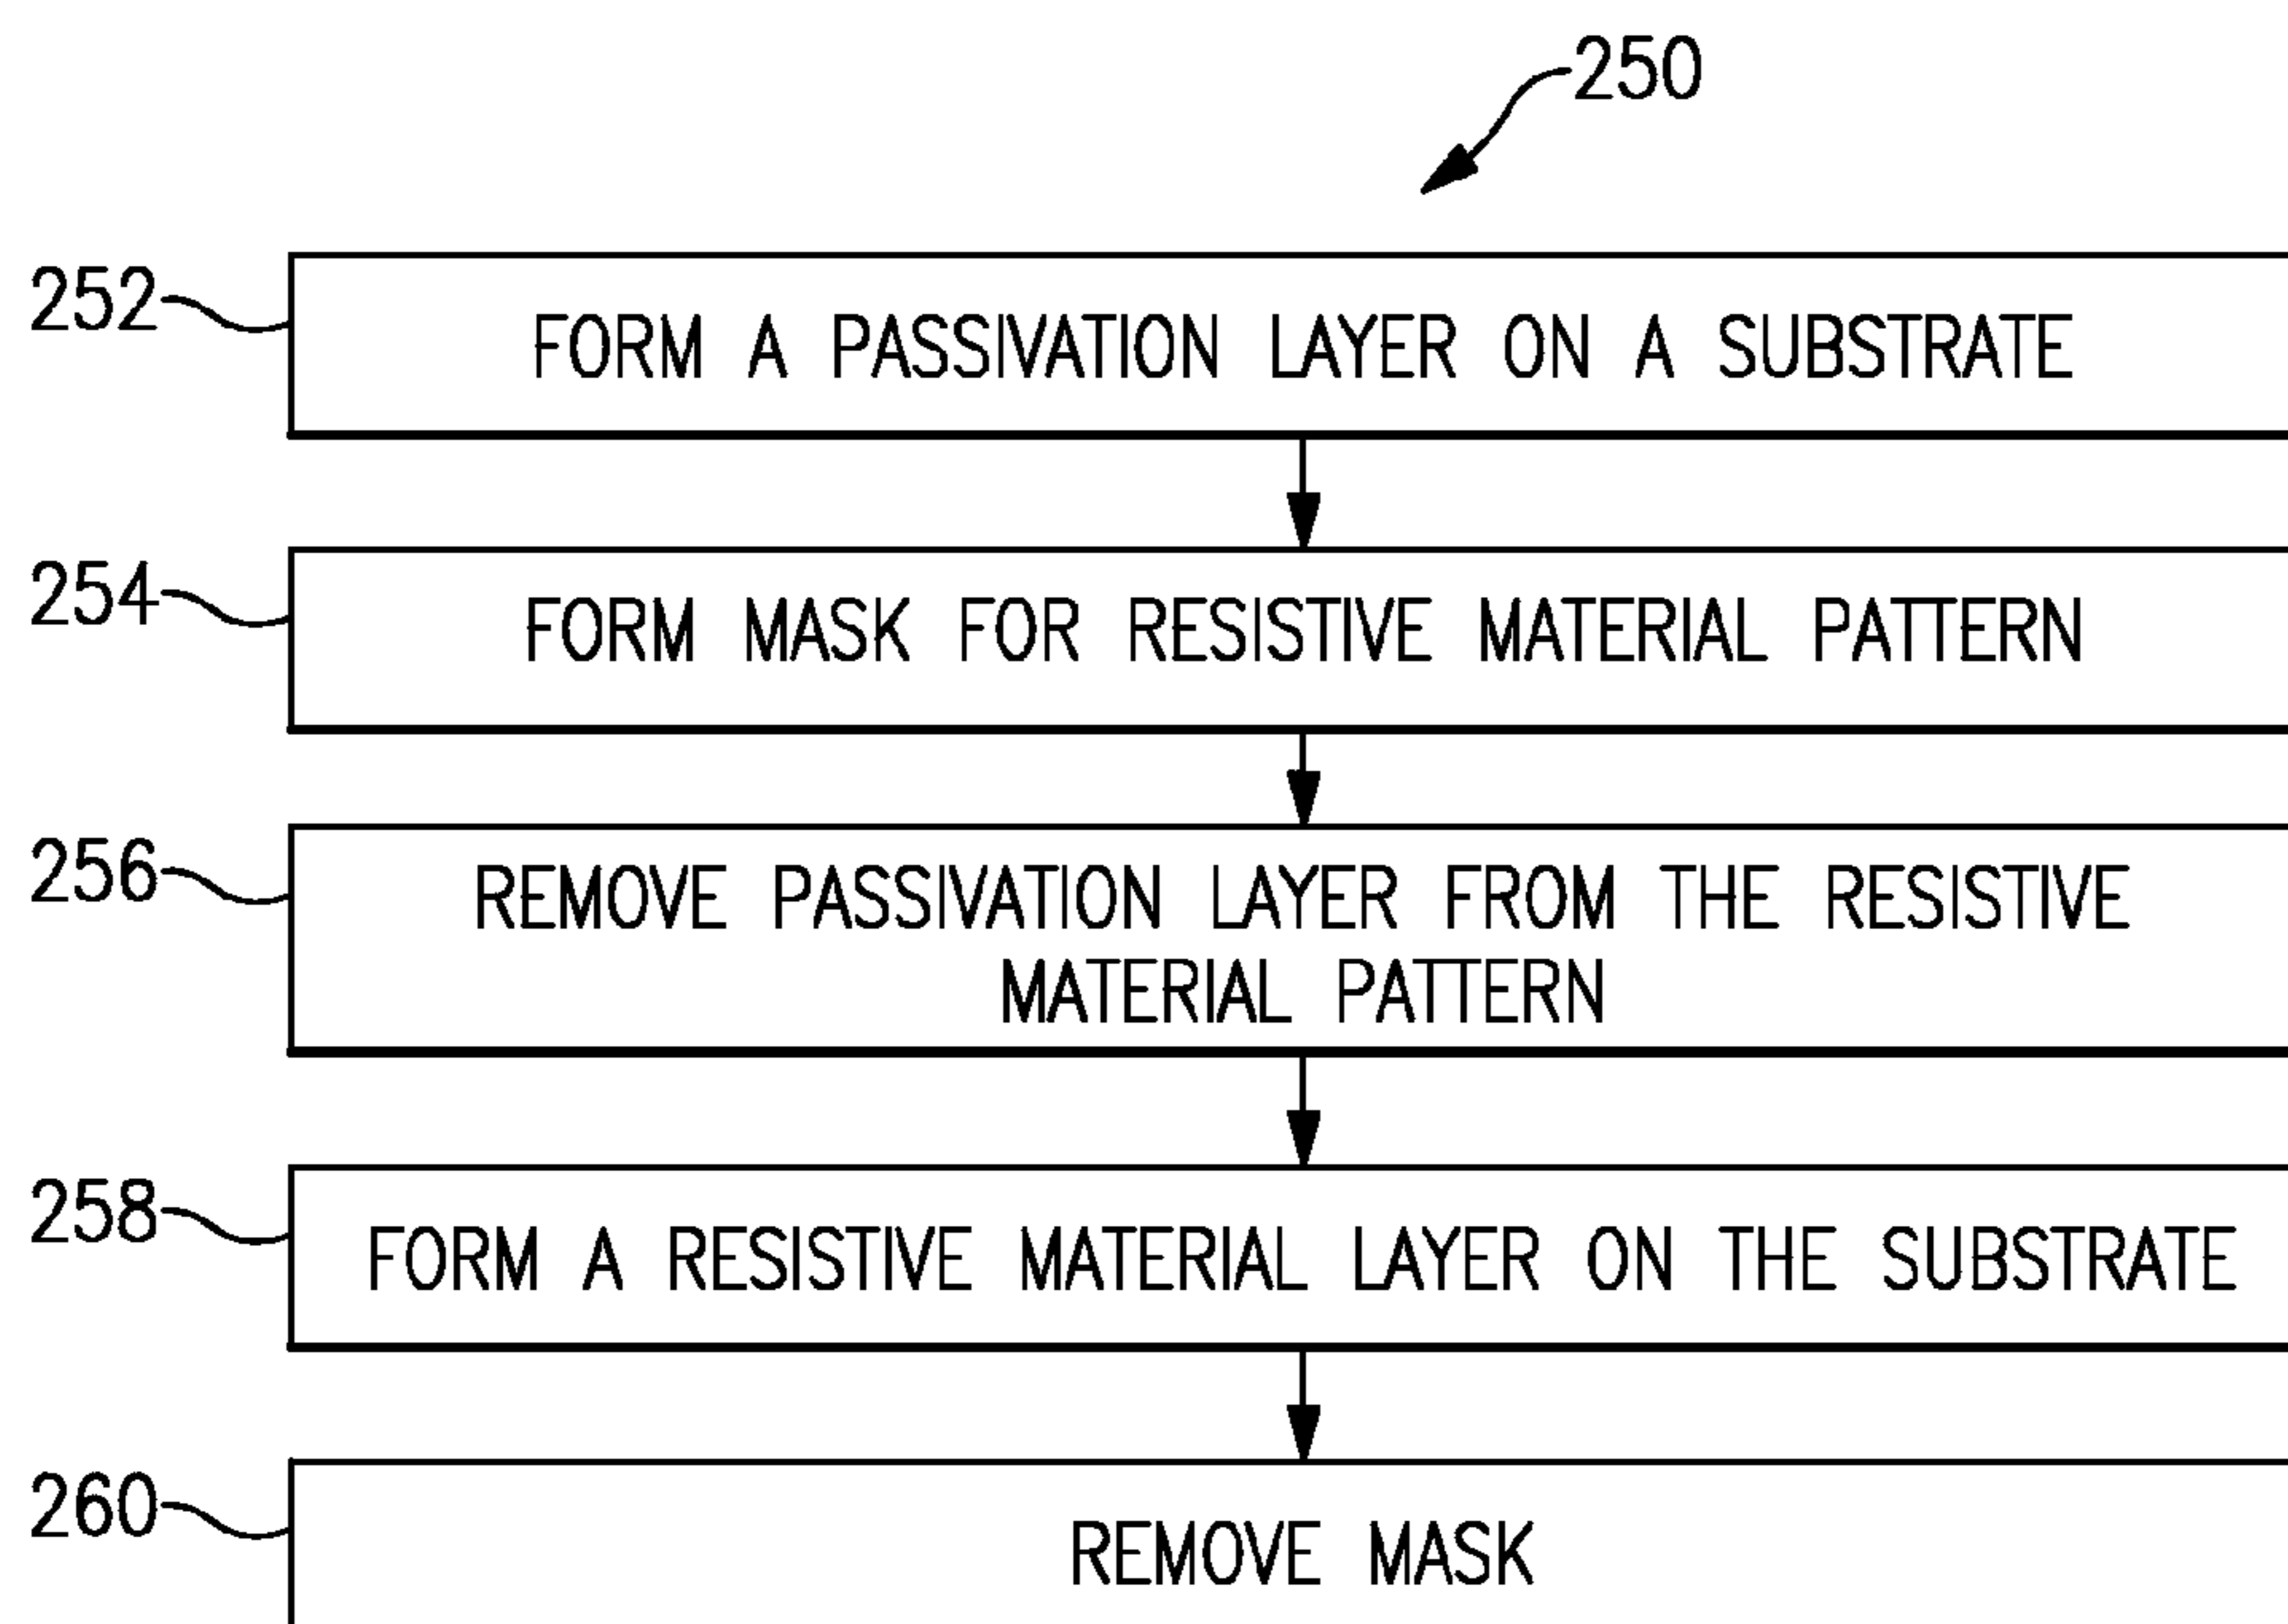 250
252
FORM A PASSIVATION LAYER ON A SUBSTRATE
254
FORM MASK FOR RESISTIVE MATERIAL PATTERN
256
REMOVE PASSIVATION LAYER FROM THE RESISTIVE
MATERIAL PATTERN
258
FORM A RESISTIVE MATERIAL LAYER ON THE SUBSTRATE
260
REMOVE MASK